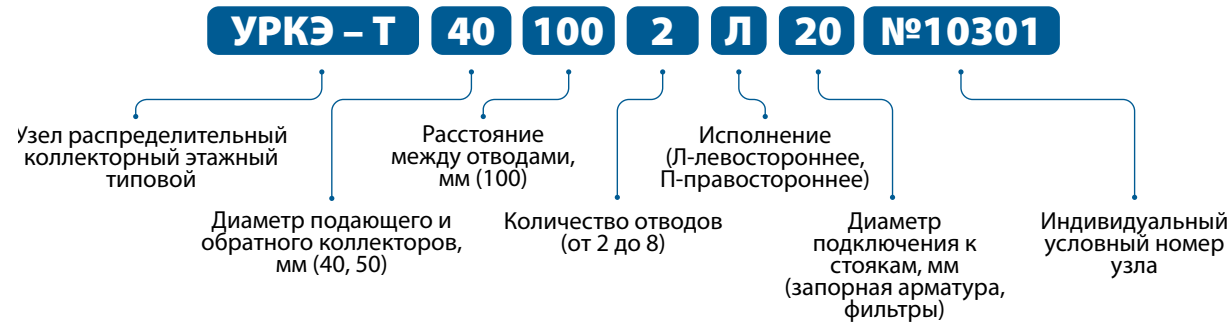 УРКЭ – Т 40 100 2 Л 20 №10301
Узел распределительный
коллекторный этажный
типовой
Диаметр подающего и
обратного коллекторов,
мм (40, 50)
Расстояние
между отводами,
мм (100)
Количество отводов
(от 2 до 8)
Исполнение
(Л-левостороннее,
П-правостороннее)
Диаметр
подключения к
стоякам, мм
(запорная арматура,
фильтры)
Индивидуальный
условный номер
узла